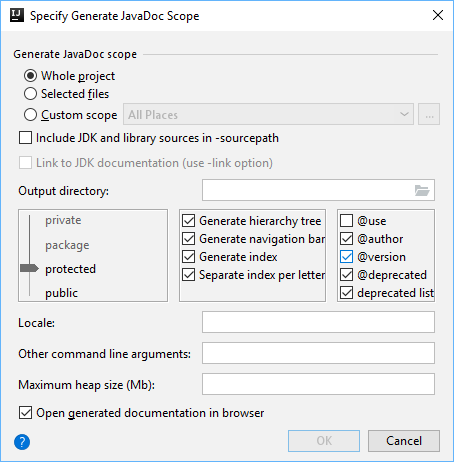 IJ Specify Generate JavaDoc Scope
Generate JavaDoc scope
Whole project
Selected files
Custom scope All Places ...
Include JDK and library sources in -sourcepath
Link to JDK documentation (use -link option)
Output directory:
private
package
protected
public
Generate hierarchy tree
Generate navigation bar
Generate index
Separate index per letter
@use
@author
@version
@deprecated
deprecated list
Locale:
Other command line arguments:
Maximum heap size (Mb):
Open generated documentation in browser
? OK Cancel